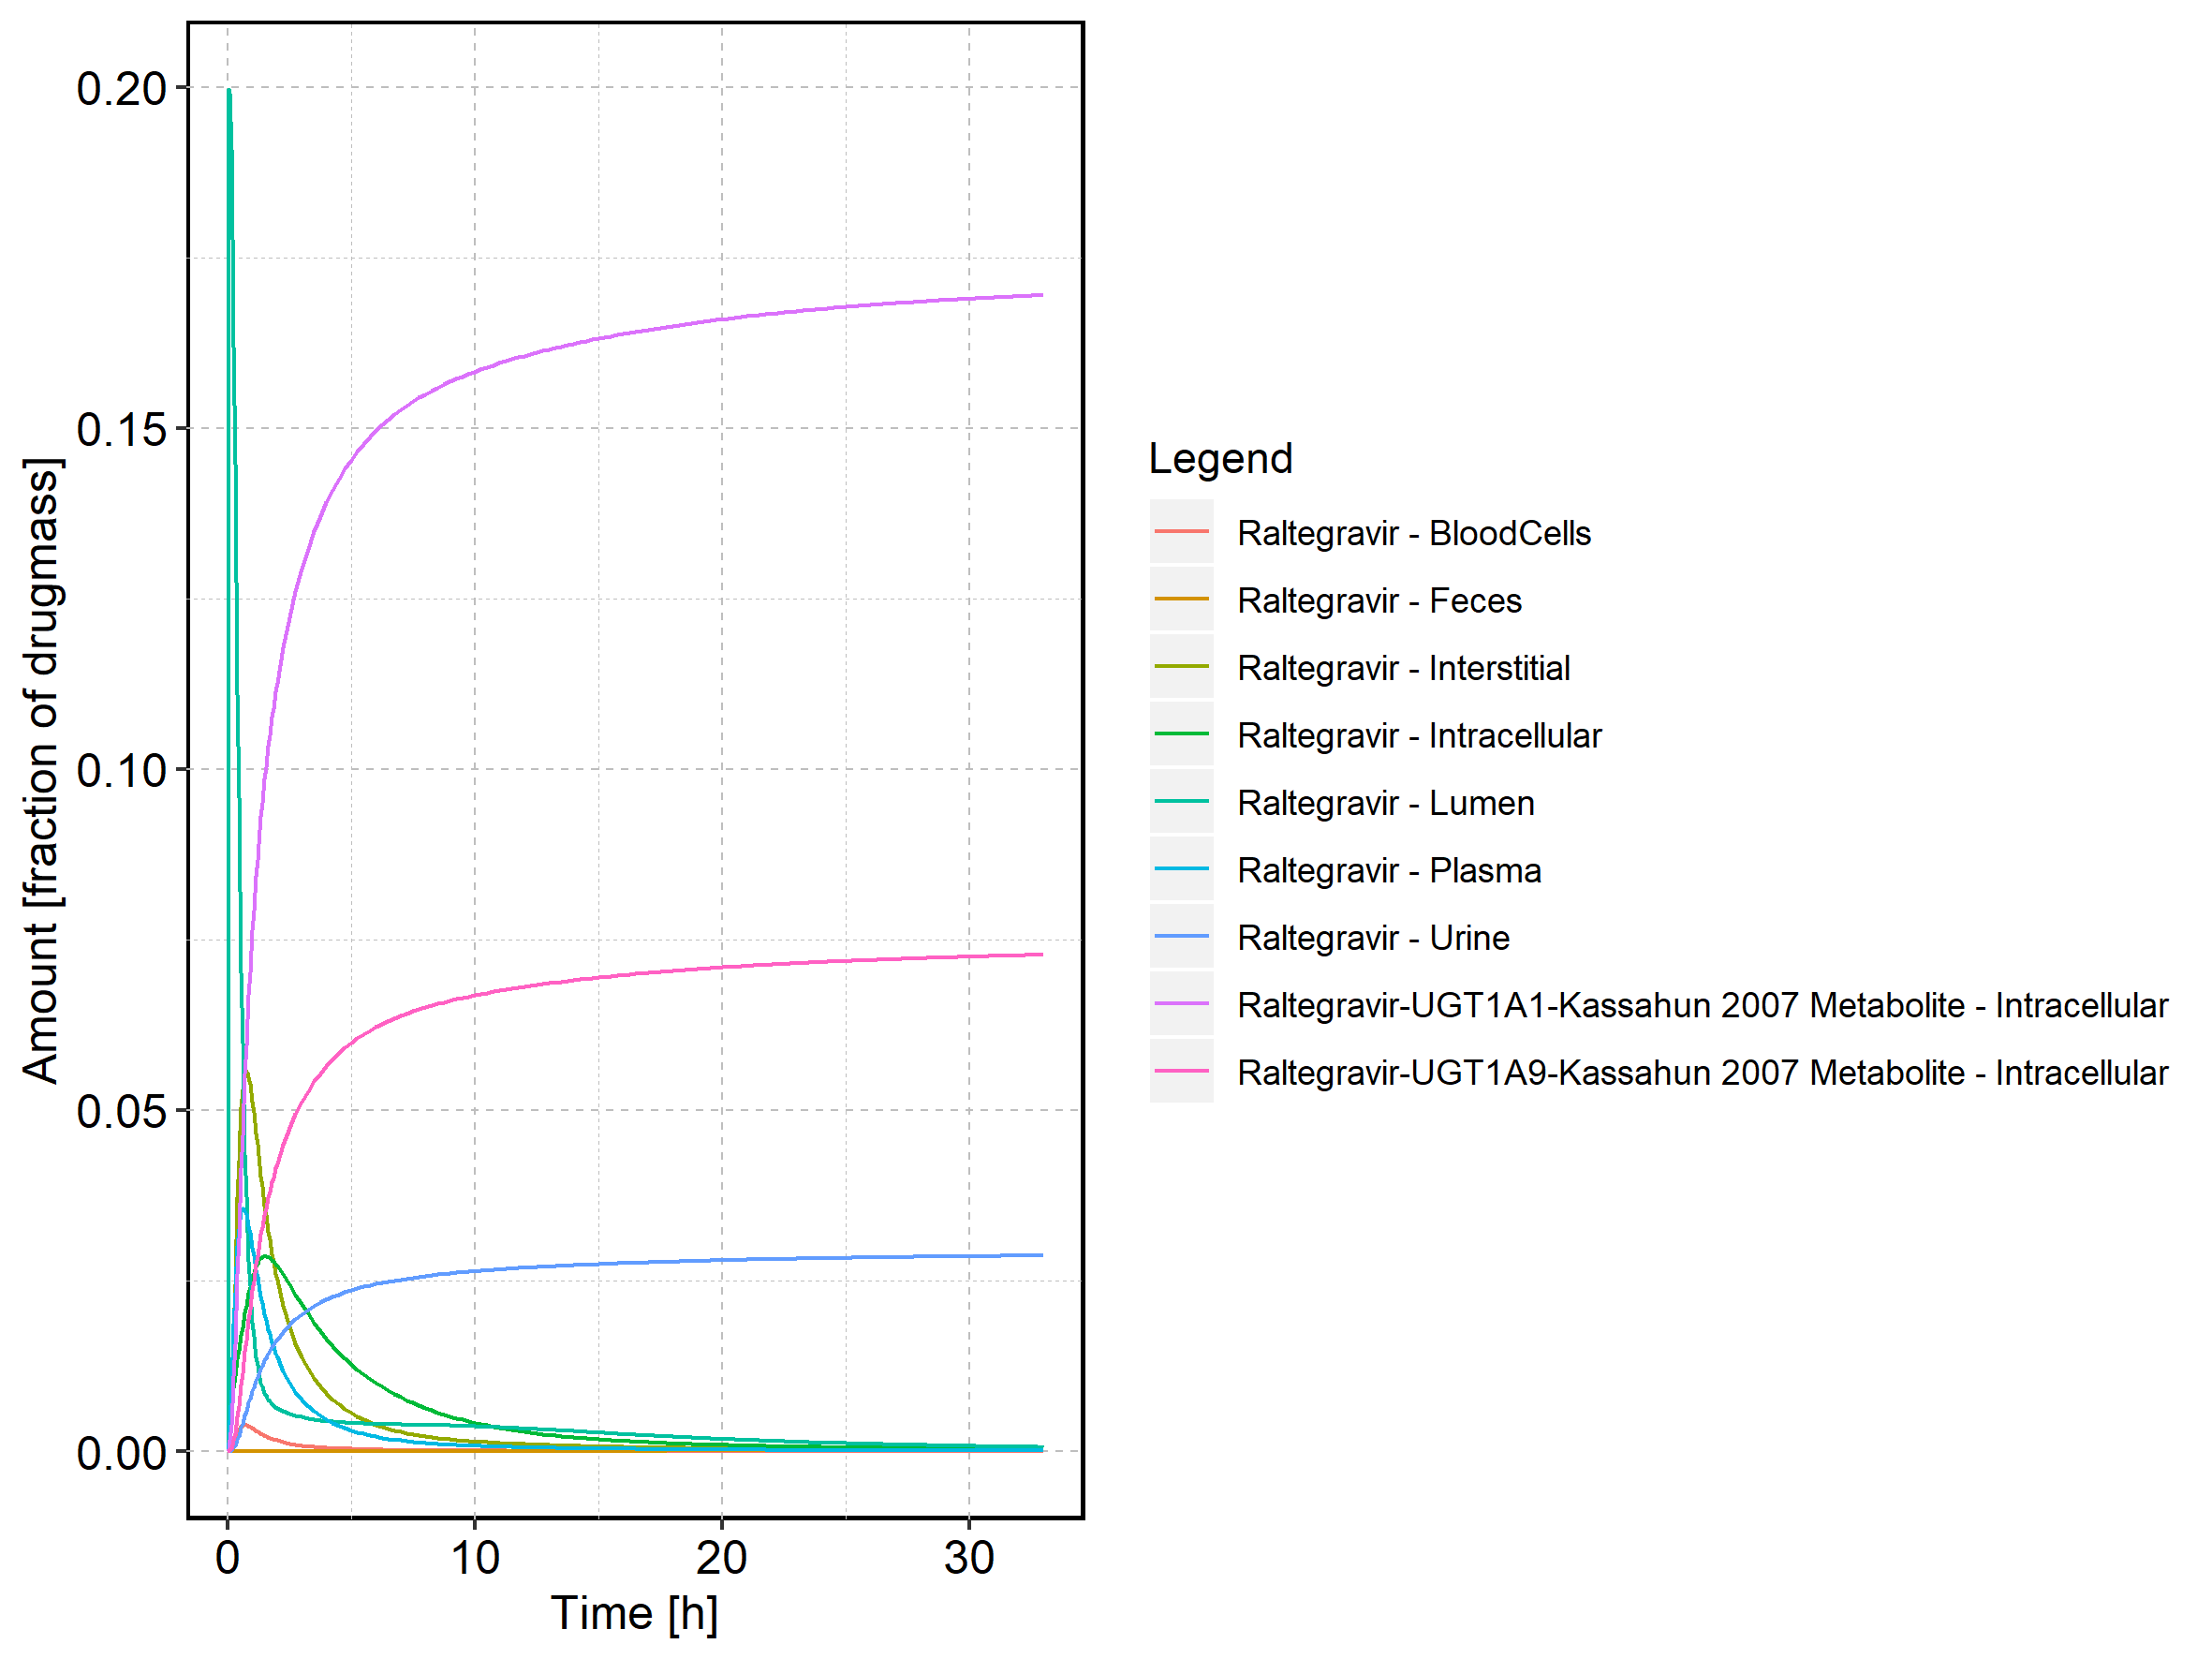 0.20
0.15
0.10
0.05
0.00
Amount [fraction of drugmass]
0 10 20 30
Time [h]
Legend
Raltegravir - BloodCells
Raltegravir - Feces
Raltegravir - Interstitial
Raltegravir - Intracellular
Raltegravir - Lumen
Raltegravir - Plasma
Raltegravir - Urine
Raltegravir-UGT1A1-Kassahun 2007 Metabolite - Intracellular
Raltegravir-UGT1A9-Kassahun 2007 Metabolite - Intracellular